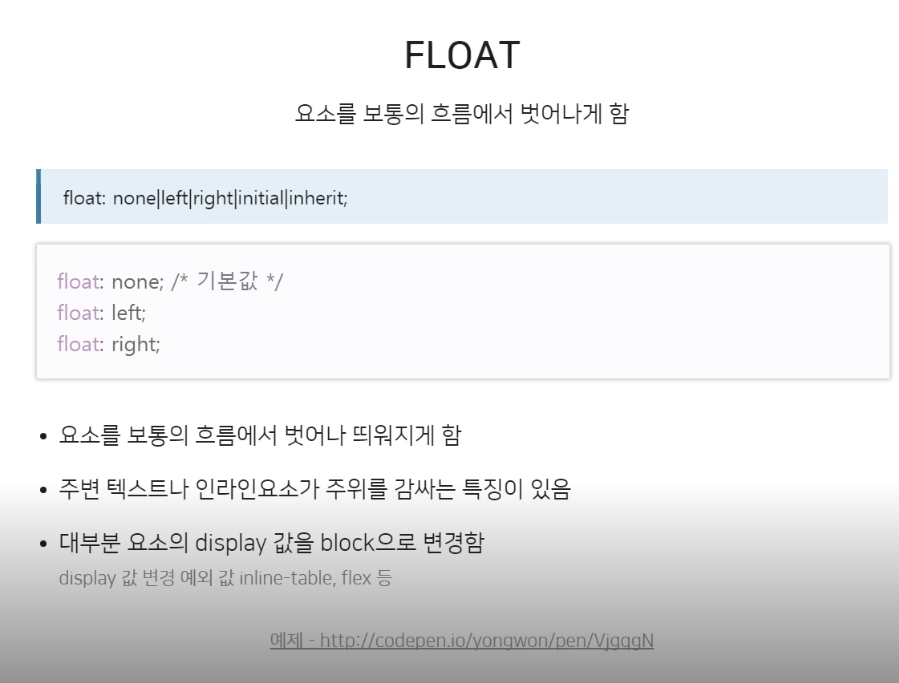 FLOAT
요소를 보통의 흐름에서 벗어나게 함
float: none|left|right|initial|inherit;
float: none; /* 기본값 */
float: left;
float: right;
• 요소를 보통의 흐름에서 벗어나 띄워지게 함
• 주변 텍스트나 인라인요소가 주위를 감싸는 특징이 있음
• 대부분 요소의 display 값을 block으로 변경함
display 값 변경 예외 값 inline-table, flex 등
예제 - http://codepen.io/yongwon/pen/VjgqgN